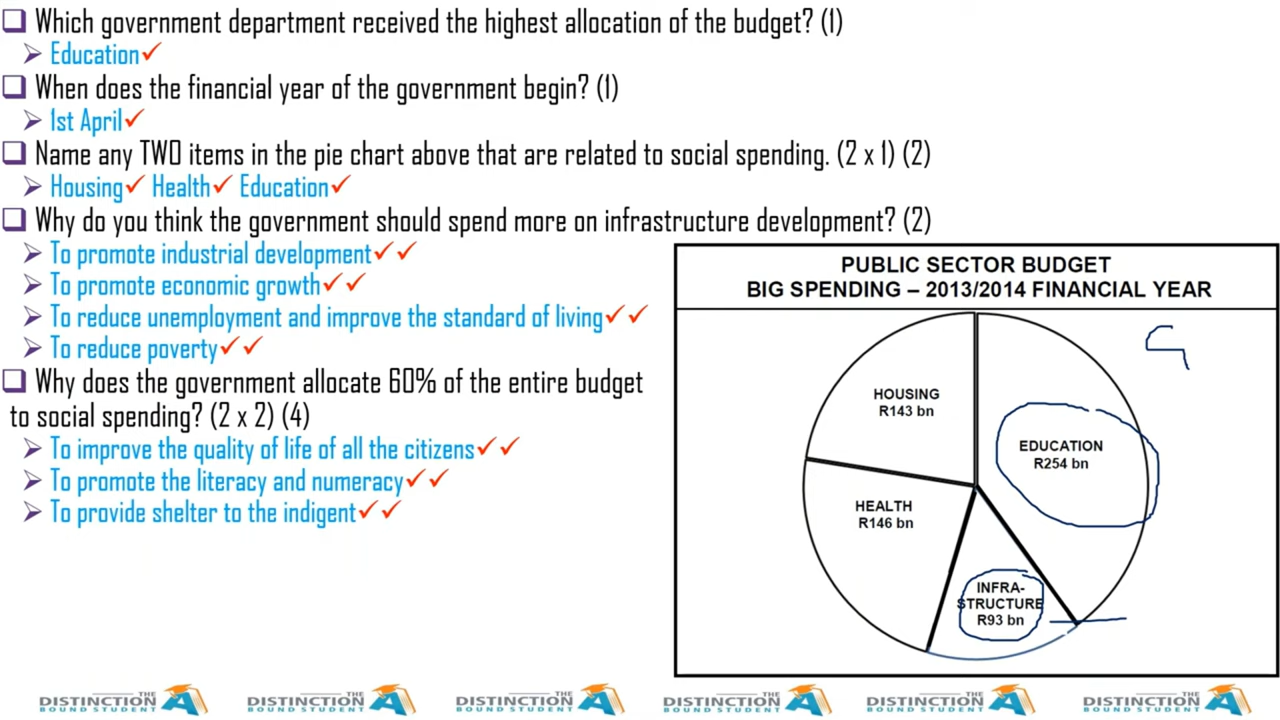 Which government department received the highest allocation of the budget? (1)
Education
When does the financial year of the government begin? (1)
1st April
Name any TWO items in the pie chart above that are related to social spending. (2 x 1) (2)
Housing Health Education
Why do you think the government should spend more on infrastructure development? (2)
To promote industrial development
To promote economic growth
To reduce unemployment and improve the standard of living
To reduce poverty
Why does the government allocate 60% of the entire budget
to social spending? (2 x 2) (4)
To improve the quality of life of all the citizens
To promote the literacy and numeracy
To provide shelter to the indigent
PUBLIC SECTOR BUDGET
BIG SPENDING – 2013/2014 FINANCIAL YEAR
HOUSING
R143 bn
EDUCATION
R254 bn
HEALTH
R146 bn
INFRA-
STRUCTURE
R93 bn
THE
DISTINCTION
BOUND STUDENT
THE
DISTINCTION
BOUND STUDENT
THE
DISTINCTION
BOUND STUDENT
THE
DISTINCTION
BOUND STUDENT
THE
DISTINCTION
BOUND STUDENT
THE
DISTINCTION
BOUND STUDENT